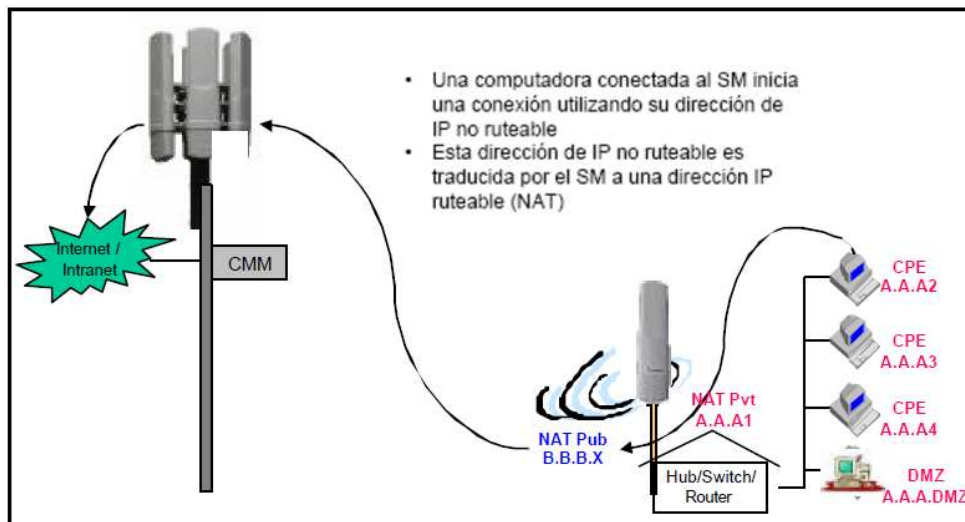 • Una computadora conectada al SM inicia
una conexión utilizando su dirección de
IP no ruteable
• Esta dirección de IP no ruteable es
traducida por el SM a una dirección IP
ruteable (NAT)
Internet /
Intranet
CMM
CPE
A.A.A2
CPE
A.A.A3
NAT Pvt
A.A.A1
CPE
A.A.A4
NAT Pub
B.B.B.X
Hub/Switch/
Router
DMZ
A.A.A.DMZ